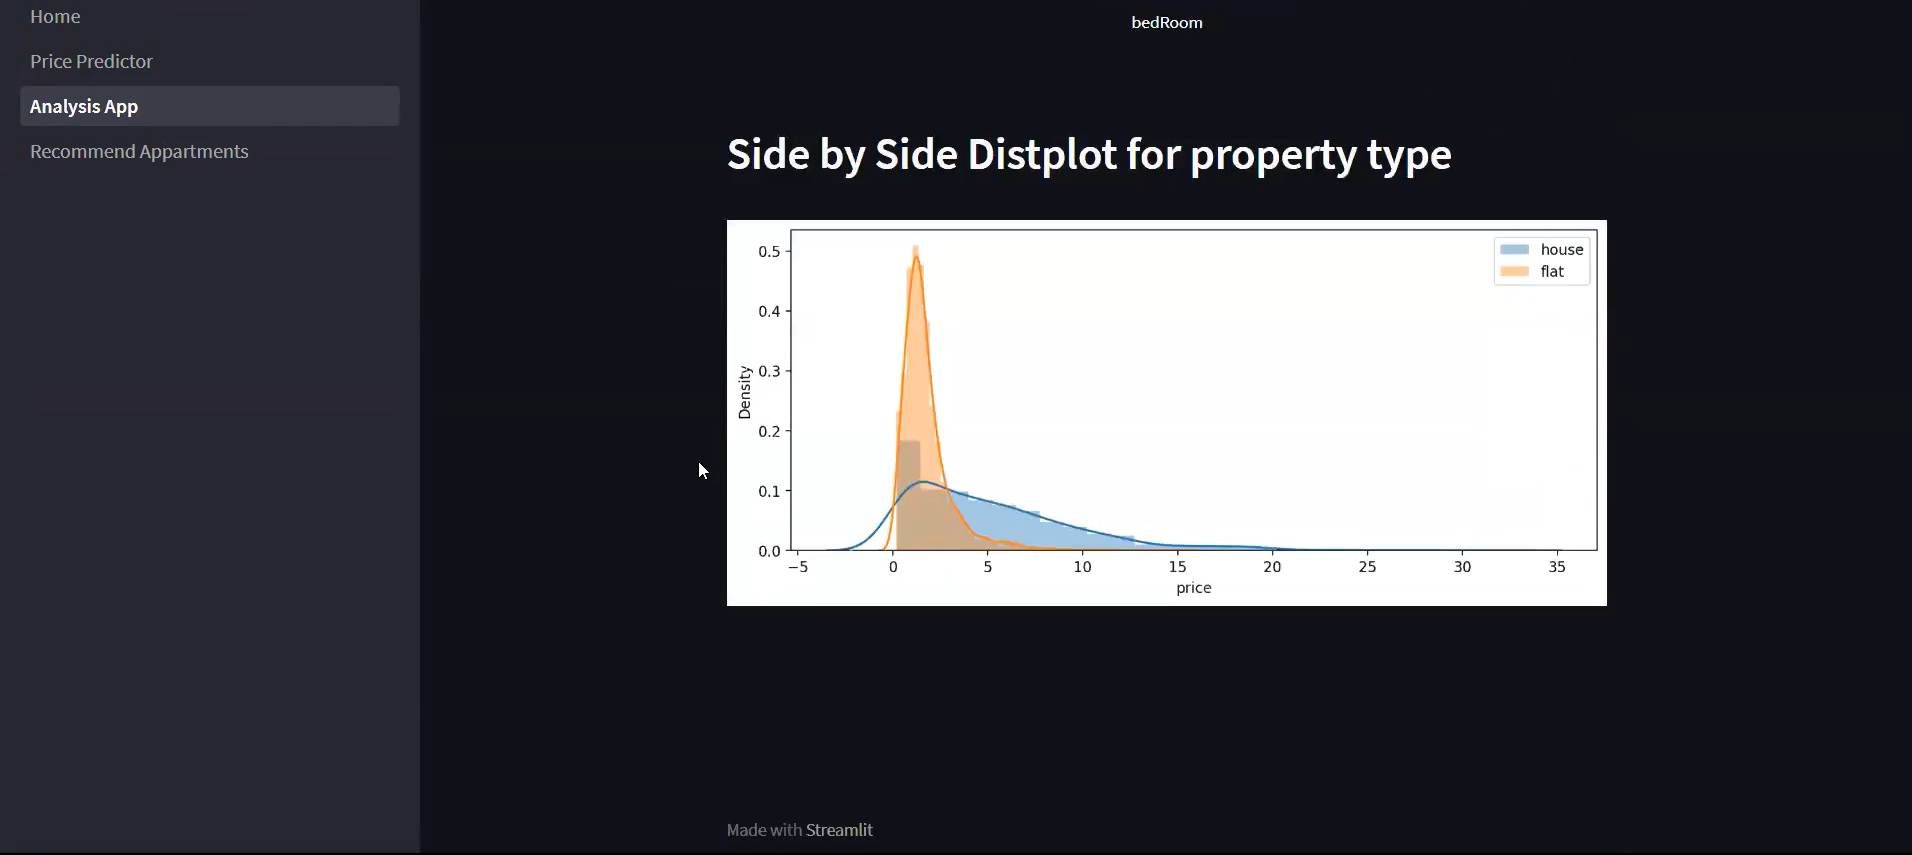 Home
Price Predictor
Analysis App
Recommend Appartments
bedRoom
Side by Side Distplot for property type
house
flat
0.5
0.4
0.3
0.2
0.1
0.0
Density
−5 0 5 10 15 20 25 30 35
price
Made with Streamlit